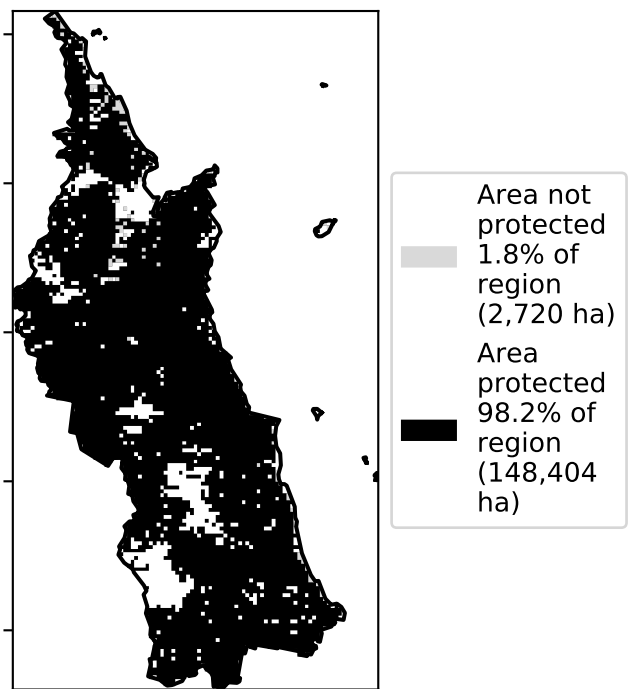 Area not
protected
1.8% of
region
(2,720 ha)
Area
protected
98.2% of
region
(148,404
ha)